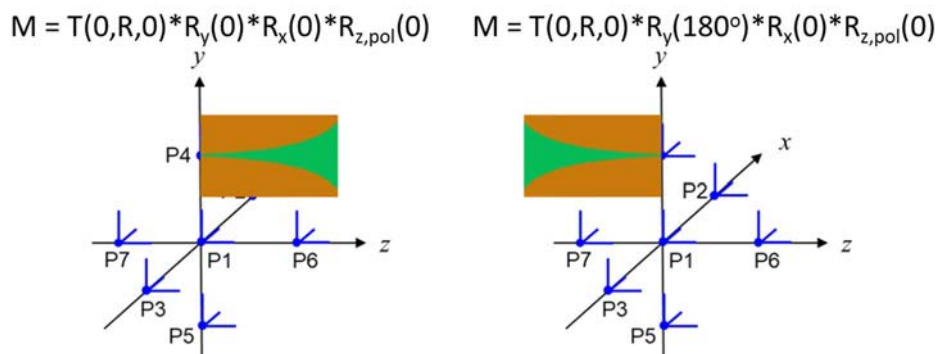 M = T(0,R,0)*Ry(0)*Rx(0)*Rz,pol(0)
M = T(0,R,0)*Ry(180°)*Rx(0)*Rz,pol(0)
y
P4
z
P7
P1
P6
P3
P5
y
x
P2
z
P7
P1
P6
P3
P5